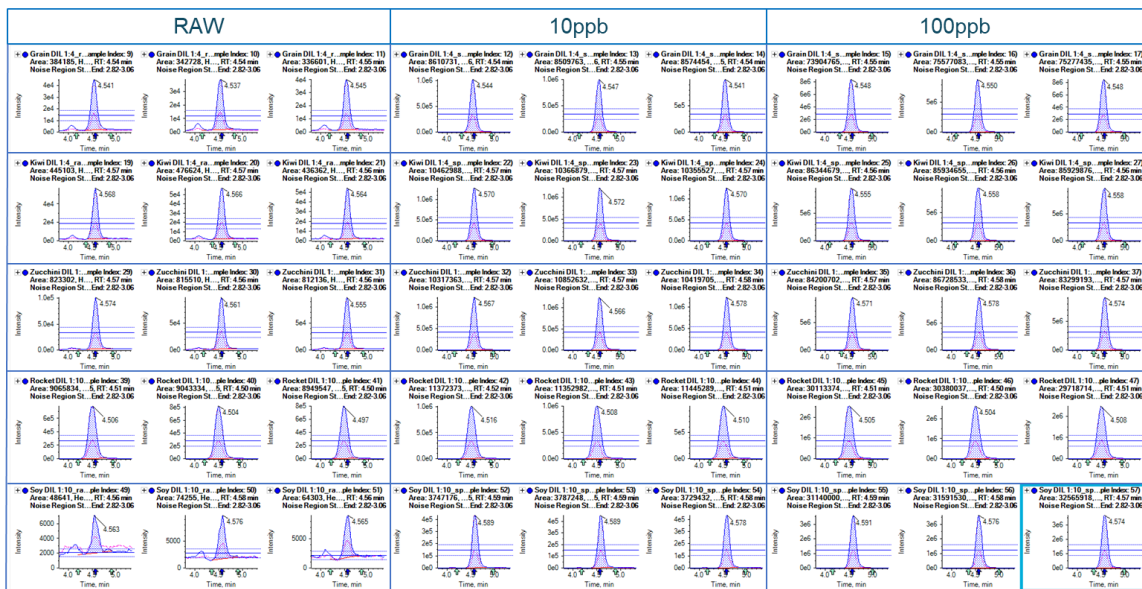 RAW
10ppb
100ppb
Grain DIL 1:4_r...ample Index: 9)
Area: 384185, H..., RT: 4.54 min
Noise Region St... End: 2.82-3.06
4.541
Grain DIL 1:4_r...mple Index: 10)
Area: 342728, H..., RT: 4.54 min
Noise Region St... End: 2.82-3.06
4.537
Grain DIL 1:4_r...mple Index: 11)
Area: 336601, H..., RT: 4.55 min
Noise Region St... End: 2.82-3.06
4.545
Grain DIL 1:4_s...mple Index: 12)
Area: 8610731, ...6, RT: 4.54 min
Noise Region St... End: 2.82-3.06
4.544
Grain DIL 1:4_s...mple Index: 13)
Area: 8509763, ...6, RT: 4.55 min
Noise Region St... End: 2.82-3.06
4.547
Grain DIL 1:4_s...mple Index: 14)
Area: 8574454, ...5, RT: 4.54 min
Noise Region St... End: 2.82-3.06
4.541
Grain DIL 1:4_s...mple Index: 15)
Area: 73904765, ..., RT: 4.55 min
Noise Region St... End: 2.82-3.06
4.548
Grain DIL 1:4_s...mple Index: 16)
Area: 75577083, ..., RT: 4.55 min
Noise Region St... End: 2.82-3.06
4.550
Grain DIL 1:4_s...mple Index: 17)
Area: 75277435, ..., RT: 4.55 min
Noise Region St... End: 2.82-3.06
4.548
Kiwi DIL 1:4_ra...mple Index: 19)
Area: 445103, H..., RT: 4.57 min
Noise Region St... End: 2.82-3.06
4.568
Kiwi DIL 1:4_ra...mple Index: 20)
Area: 476624, H..., RT: 4.57 min
Noise Region St... End: 2.82-3.06
4.566
Kiwi DIL 1:4_ra...mple Index: 21)
Area: 436362, H..., RT: 4.56 min
Noise Region St... End: 2.82-3.06
4.564
Kiwi DIL 1:4_sp...mple Index: 22)
Area: 10462988, ..., RT: 4.57 min
Noise Region St... End: 2.82-3.06
4.570
Kiwi DIL 1:4_sp...mple Index: 23)
Area: 10366879, ..., RT: 4.57 min
Noise Region St... End: 2.82-3.06
4.572
Kiwi DIL 1:4_sp...mple Index: 24)
Area: 10355527, ..., RT: 4.57 min
Noise Region St... End: 2.82-3.06
4.570
Kiwi DIL 1:4_sp...mple Index: 25)
Area: 86344679, ..., RT: 4.56 min
Noise Region St... End: 2.82-3.06
4.555
Kiwi DIL 1:4_sp...mple Index: 26)
Area: 85934655, ..., RT: 4.56 min
Noise Region St... End: 2.82-3.06
4.558
Kiwi DIL 1:4_sp...mple Index: 27)
Area: 85929876, ..., RT: 4.56 min
Noise Region St... End: 2.82-3.06
4.558
Zucchini DIL 1:...ple Index: 29)
Area: 823302, H..., RT: 4.57 min
Noise Region St... End: 2.82-3.06
4.574
Zucchini DIL 1:...ple Index: 30)
Area: 815510, H..., RT: 4.56 min
Noise Region St... End: 2.82-3.06
4.561
Zucchini DIL 1:...ple Index: 31)
Area: 812136, H..., RT: 4.56 min
Noise Region St... End: 2.82-3.06
4.555
Zucchini DIL 1:...ple Index: 32)
Area: 10317363, ..., RT: 4.57 min
Noise Region St... End: 2.82-3.06
4.567
Zucchini DIL 1:...ple Index: 33)
Area: 10852632, ..., RT: 4.57 min
Noise Region St... End: 2.82-3.06
4.566
Zucchini DIL 1:...ple Index: 34)
Area: 10419705, ..., RT: 4.58 min
Noise Region St... End: 2.82-3.06
4.578
Zucchini DIL 1:...ple Index: 35)
Area: 84200702, ..., RT: 4.57 min
Noise Region St... End: 2.82-3.06
4.571
Zucchini DIL 1:...ple Index: 36)
Area: 86728533, ..., RT: 4.58 min
Noise Region St... End: 2.82-3.06
4.578
Zucchini DIL 1:...ple Index: 37)
Area: 83299193, ..., RT: 4.57 min
Noise Region St... End: 2.82-3.06
4.574
Rocket DIL 1:10...ple Index: 39)
Area: 9065834, ...5, RT: 4.51 min
Noise Region St... End: 2.82-3.06
4.506
Rocket DIL 1:10...ple Index: 40)
Area: 9043334, ...5, RT: 4.50 min
Noise Region St... End: 2.82-3.06
4.504
Rocket DIL 1:10...ple Index: 41)
Area: 8949547, ...5, RT: 4.50 min
Noise Region St... End: 2.82-3.06
4.497
Rocket DIL 1:10...ple Index: 42)
Area: 11372373, ..., RT: 4.52 min
Noise Region St... End: 2.82-3.06
4.516
Rocket DIL 1:10...ple Index: 43)
Area: 11352982, ..., RT: 4.51 min
Noise Region St... End: 2.82-3.06
4.508
Rocket DIL 1:10...ple Index: 44)
Area: 11445289, ..., RT: 4.51 min
Noise Region St... End: 2.82-3.06
4.510
Rocket DIL 1:10...ple Index: 45)
Area: 30113374, ..., RT: 4.50 min
Noise Region St... End: 2.82-3.06
4.505
Rocket DIL 1:10...ple Index: 46)
Area: 30380037, ..., RT: 4.50 min
Noise Region St... End: 2.82-3.06
4.504
Rocket DIL 1:10...ple Index: 47)
Area: 29718714, ..., RT: 4.51 min
Noise Region St... End: 2.82-3.06
4.508
Soy DIL 1:10_ra...ple Index: 49)
Area: 48641, He..., RT: 4.56 min
Noise Region St... End: 2.82-3.06
4.563
Soy DIL 1:10_ra...ple Index: 50)
Area: 74255, He..., RT: 4.58 min
Noise Region St... End: 2.82-3.06
4.576
Soy DIL 1:10_ra...ple Index: 51)
Area: 64303, He..., RT: 4.56 min
Noise Region St... End: 2.82-3.06
4.565
Soy DIL 1:10_sp...ple Index: 52)
Area: 3747176, ...5, RT: 4.59 min
Noise Region St... End: 2.82-3.06
4.589
Soy DIL 1:10_sp...ple Index: 53)
Area: 3787248, ...5, RT: 4.59 min
Noise Region St... End: 2.82-3.06
4.589
Soy DIL 1:10_sp...ple Index: 54)
Area: 3729432, ...5, RT: 4.58 min
Noise Region St... End: 2.82-3.06
4.578
Soy DIL 1:10_sp...ple Index: 55)
Area: 31140000, ..., RT: 4.59 min
Noise Region St... End: 2.82-3.06
4.591
Soy DIL 1:10_sp...ple Index: 56)
Area: 31591530, ..., RT: 4.58 min
Noise Region St... End: 2.82-3.06
4.576
Soy DIL 1:10_sp...ple Index: 57)
Area: 32565918, ..., RT: 4.57 min
Noise Region St... End: 2.82-3.06
4.574
Intensity
Time, min